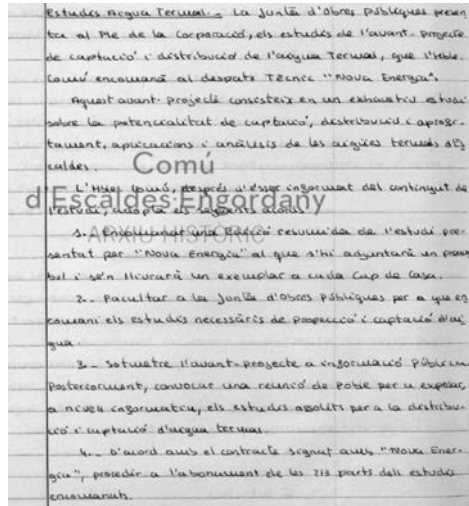 Estudis Acqua Termal.- La Junta d'Obres Públiques presen-
ta al Ple de la Corporació, els estudis de l'avant-projecte
de captació i distribució de l'aigua Termal, que l'Hble.
Comú encomanà al despatx Tècnic "Nova Energia".
Aquest avant-projecte consisteix en un exhaustiu estudi
sobre la potencialitat de captació, distribució i aprofi-
tament, aplicacions i anàlisis de les aigües termals d'Es
caldes.
Comú
L'Hble. Comú, després d'ésser informat del contingut de
d'Escaldes Engordany
l'estudi, adopta els següents acords:
ARXIU HISTÒRIC
1.- Encomanar una Edició resumida de l'estudi pre-
sentat per "Nova Energia" al que s'hi adjuntarà un
bul i se'n lliurarà un exemplar a cada Cap de Casa.
2.- Facultar a la Junta d'Obres Públiques per a que en
comani els estudis necessàris de prospecció i captació d'ai
gua.
3.- Sotmetre l'avant-projecte a informació Pública.
Postercorment, convocar una reunió de Poble per a exposar,
a nivell informatiu, els estudis assolits per a la distribu-
ció i captació d'aigua termal.
4.- D'acord amb el contracte signat amb "Nova Ener-
gia", procedir a l'abonament de les 2/3 parts dels estudis
encomanats.